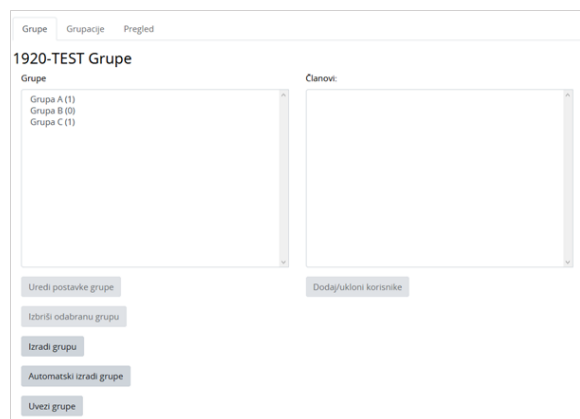 Grupe Grupacije Pregled
1920-TEST Grupe
Grupe
Grupa A (1)
Grupa B (0)
Grupa C (1)
Članovi:
Uredi postavke grupe
Dodaj/ukloni korisnike
Izbriši odabranu grupu
Izradi grupu
Automatski izradi grupe
Uvezi grupe